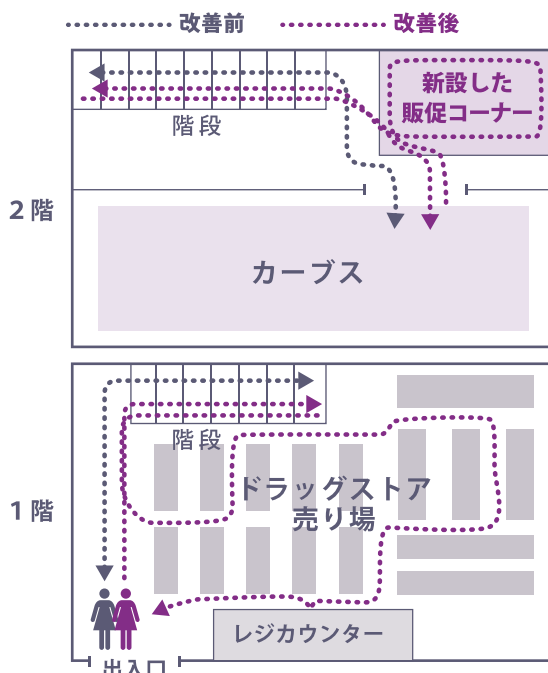 改善前
改善後
新設した
販促コーナー
階段
2階
カーブス
階段
1階
ドラッグストア
売り場
レジカウンター
出入口